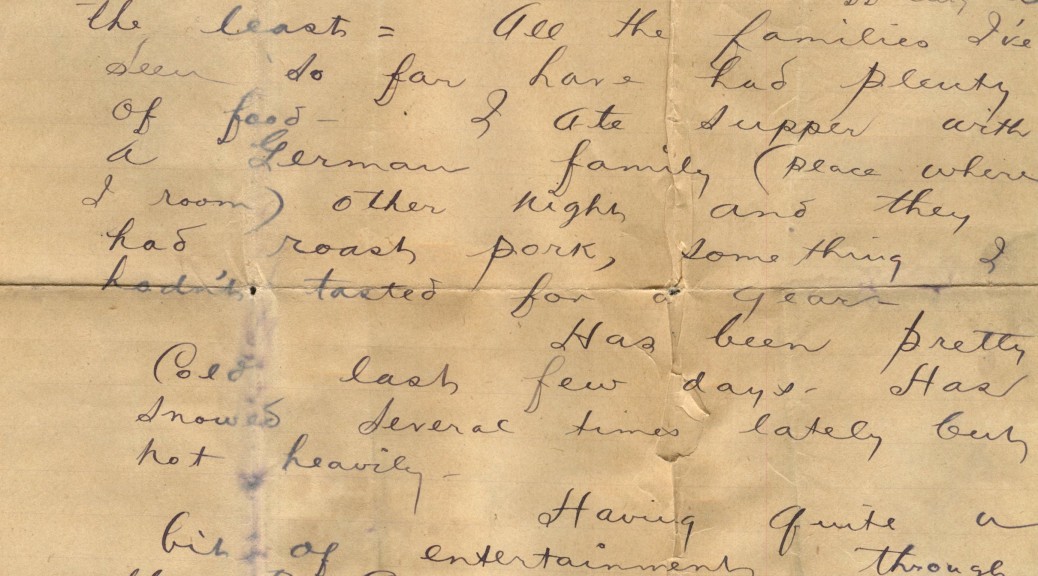 the least = All the families I've
seen so far have had plenty
of food - I ate supper with
a German family (place where
I room) other night and they
had roast pork, something I
hadn't tasted for a year -
Has been pretty
Cold last few days - Has
snowed several times lately but
not heavily -
Having quite a
bit of entertainment through